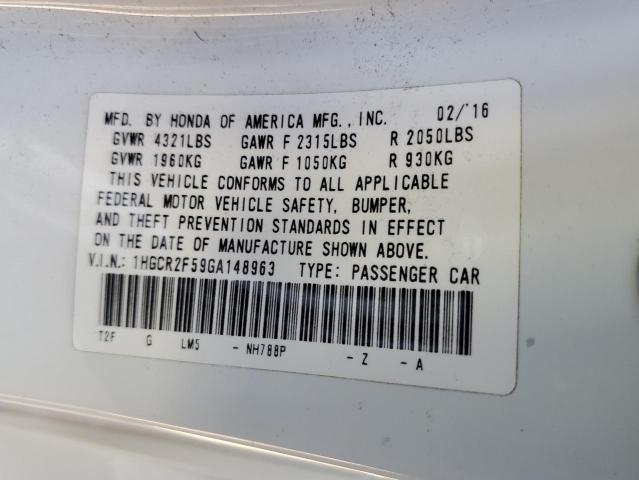 MFD. BY HONDA OF AMERICA MFG., INC. 02/'16
GVWR 4321LBS GAWR F 2315LBS R 2050LBS
GVWR 1960KG GAWR F 1050KG R 930KG
THIS VEHICLE CONFORMS TO ALL APPLICABLE
FEDERAL MOTOR VEHICLE SAFETY, BUMPER,
AND THEFT PREVENTION STANDARDS IN EFFECT
ON THE DATE OF MANUFACTURE SHOWN ABOVE.
V.I.N.: 1HGCR2F59GA148963 TYPE: PASSENGER CAR
T2F G LM5 - NH788P - Z - A